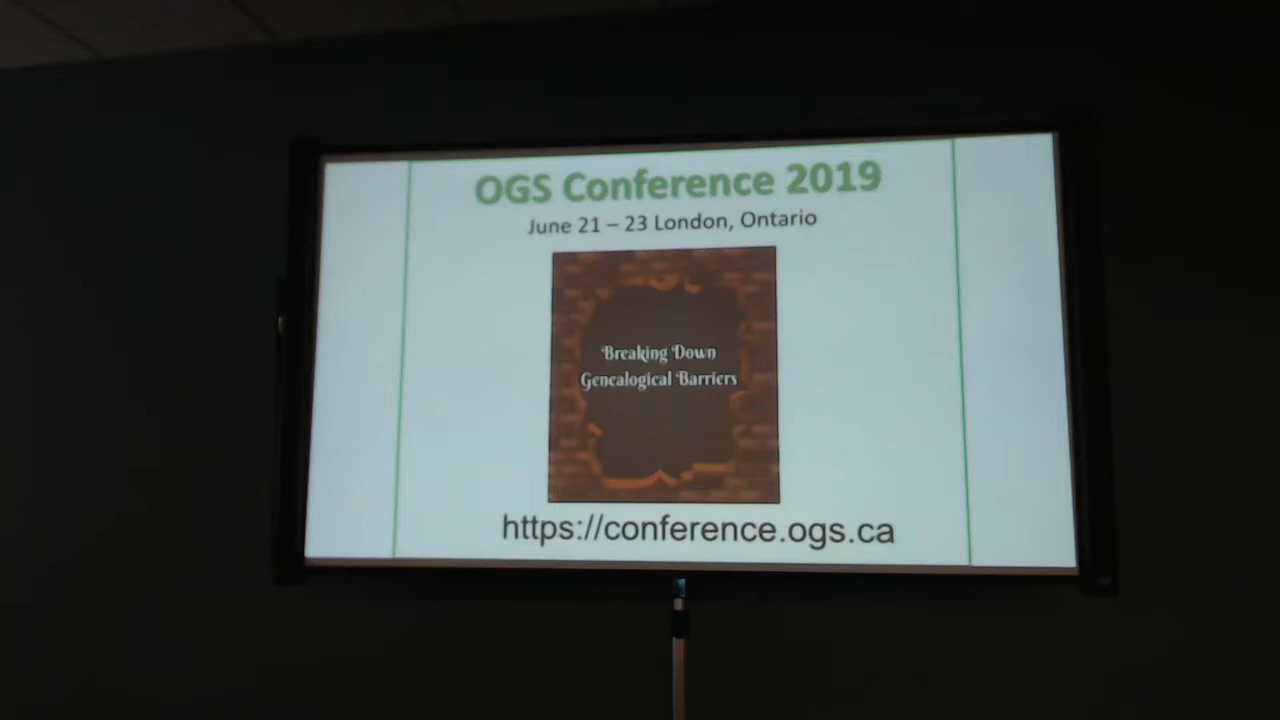 OGS Conference 2019
June 21 – 23 London, Ontario
Breaking Down
Genealogical Barriers
https://conference.ogs.ca